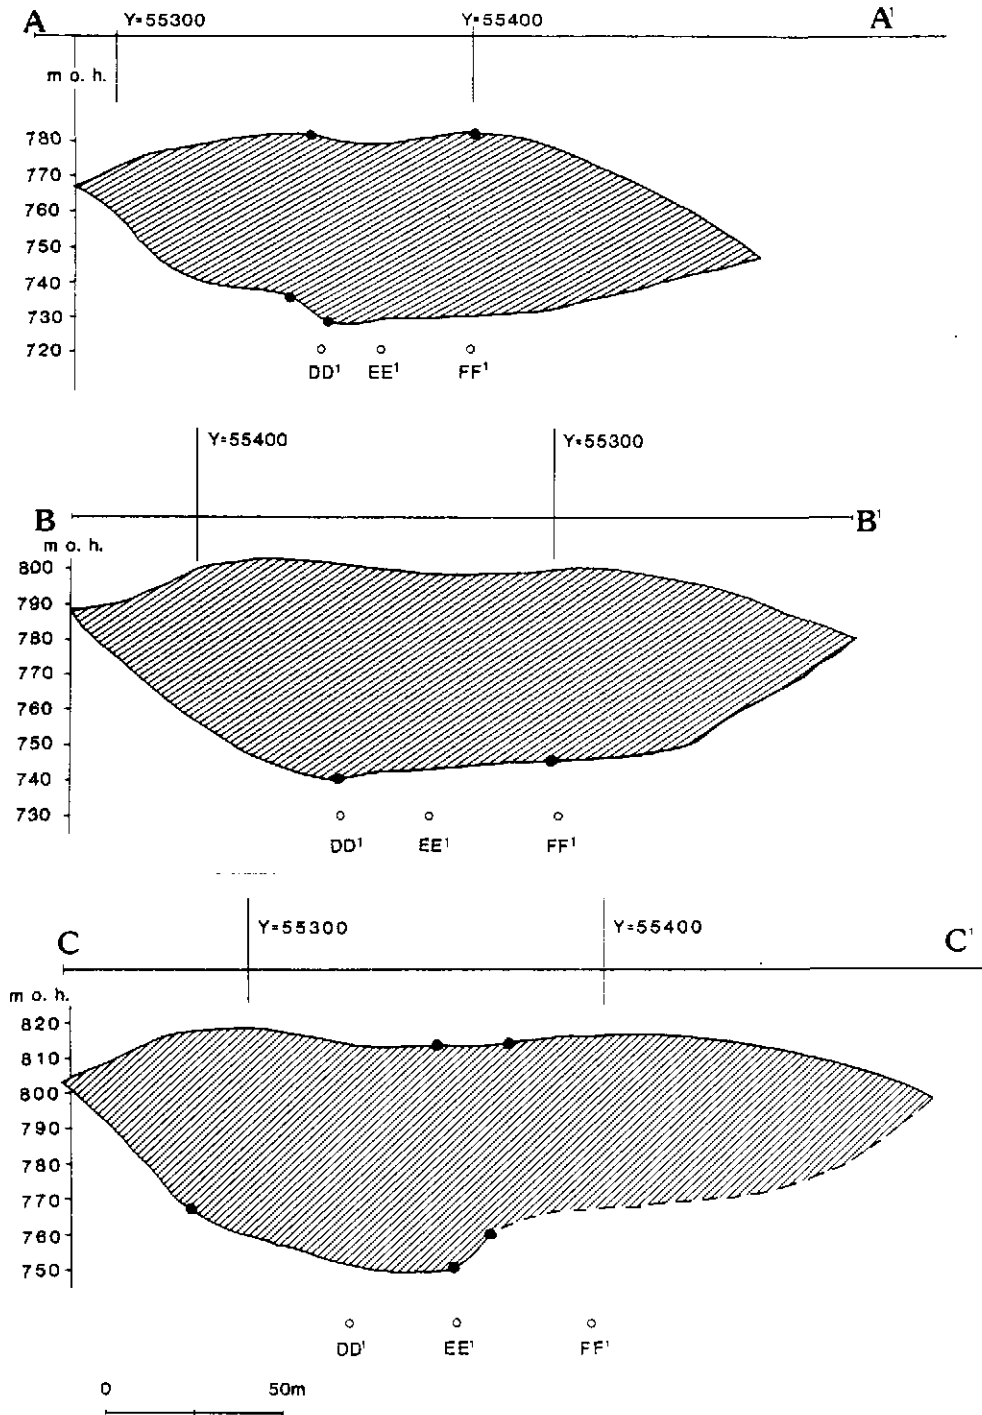 A Y=55300 Y=55400 A¹
m o. h.
780
770
760
750
740
730
720
DD¹ EE¹ FF¹
Y=55400 Y=55300
B B¹
m o. h.
800
790
780
770
760
750
740
730
DD¹ EE¹ FF¹
Y=55300 Y=55400
C C¹
m o. h.
820
810
800
790
780
770
760
750
DD¹ EE¹ FF¹
0 50m